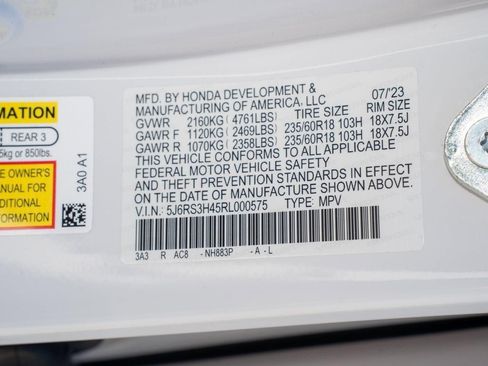 MATION
REAR 3
5kg or 850lbs.
E OWNER'S
ANUAL FOR
DDITIONAL
ORMATION
3A0 A1
MFD. BY HONDA DEVELOPMENT & 07/'23
MANUFACTURING OF AMERICA, LLC
TIRE SIZE RIM SIZE
GVWR 2160KG ( 4761LBS)
GAWR F 1120KG ( 2469LBS) 235/60R18 103H 18X7.5J
GAWR R 1070KG ( 2358LBS) 235/60R18 103H 18X7.5J
THIS VEHICLE CONFORMS TO ALL APPLICABLE
FEDERAL MOTOR VEHICLE SAFETY
AND THEFT PREVENTION STANDARDS IN EFFECT
ON THE DATE OF MANUFACTURE SHOWN ABOVE.
V.I.N.: 5J6RS3H45RL000575 TYPE: MPV
3A3 R AC8 - NH883P - A - L